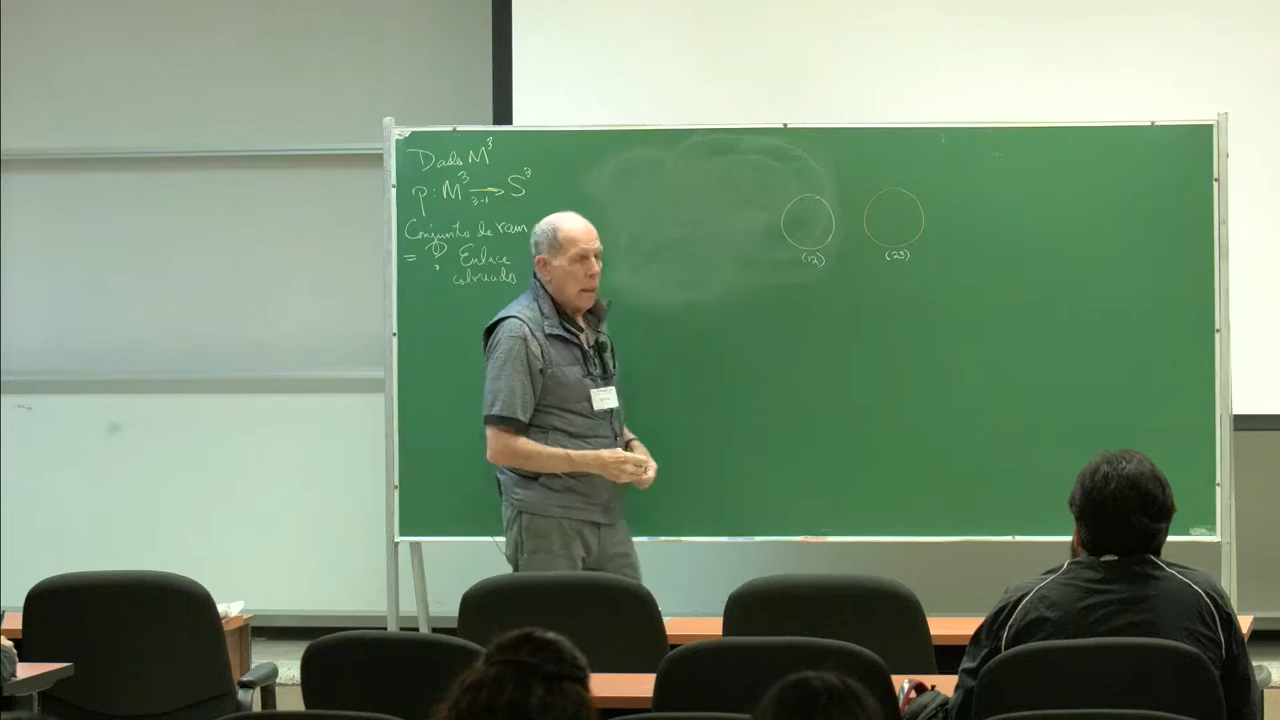 Dado M³
p: M³ → S³
3-1
Conjunto de ram
= ? Enlace
coloreado
(12) (23)